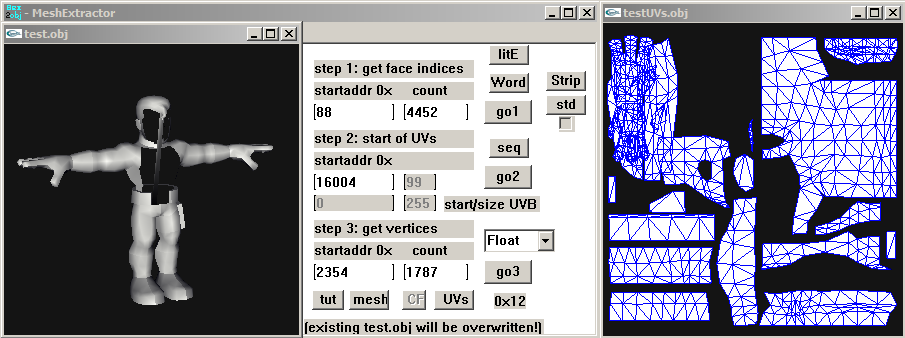 Hex 2obj - MeshExtractor
test.obj
testUVs.obj
litE
step 1: get face indices
Word
Strip
startaddr 0x count
std
88 4452
go1
step 2: start of UVs
seq
startaddr 0x
16004 99
go2
0 255 start/size UVB
step 3: get vertices
Float
startaddr 0x count
2354 1787
go3
tut mesh CF UVs 0x12
(existing test.obj will be overwritten!)